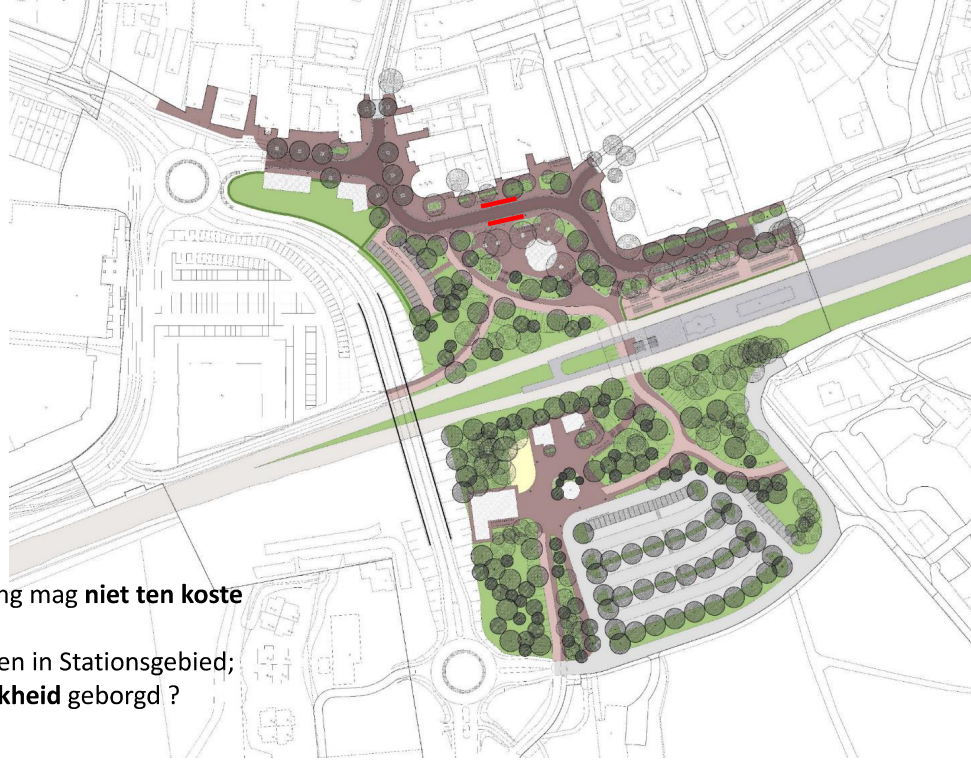 ng mag niet ten koste
en in Stationsgebied;
kheid geborgd ?